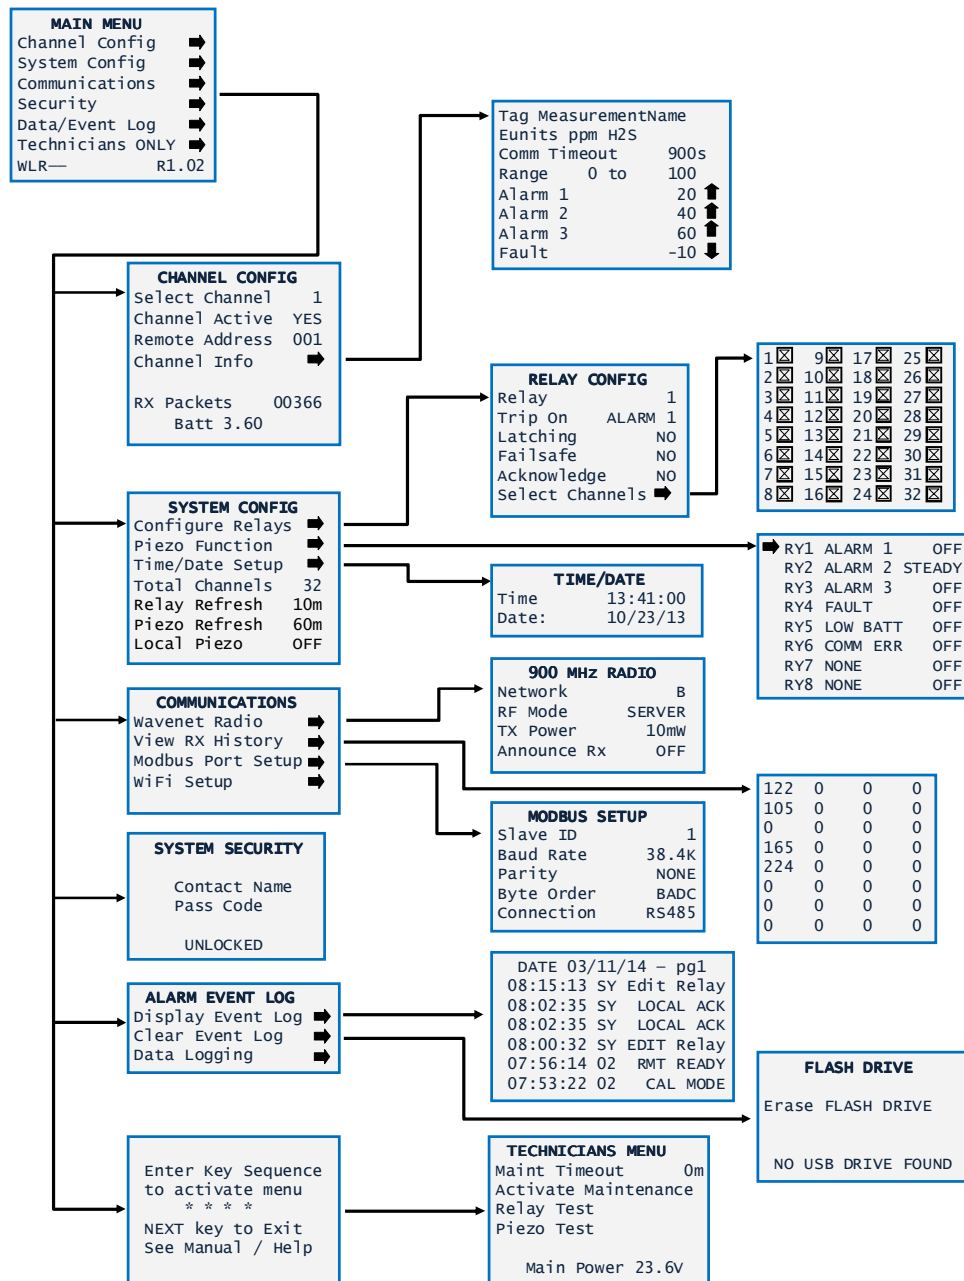 MAIN MENU
Channel Config
System Config
Communications
Security
Data/Event Log
Technicians ONLY
WLR—— R1.02
Tag MeasurementName
Eunits ppm H2S
Comm Timeout 900s
Range 0 to 100
Alarm 1 20
Alarm 2 40
Alarm 3 60
Fault -10
CHANNEL CONFIG
Select Channel 1
Channel Active YES
Remote Address 001
Channel Info
RX Packets 00366
Batt 3.60
RELAY CONFIG
Relay 1
Trip On ALARM 1
Latching NO
Failsafe NO
Acknowledge NO
Select Channels
1 9 17 25
2 10 18 26
3 11 19 27
4 12 20 28
5 13 21 29
6 14 22 30
7 15 23 31
8 16 24 32
SYSTEM CONFIG
Configure Relays
Piezo Function
Time/Date Setup
Total Channels 32
Relay Refresh 10m
Piezo Refresh 60m
Local Piezo OFF
RY1 ALARM 1 OFF
RY2 ALARM 2 STEADY
RY3 ALARM 3 OFF
RY4 FAULT OFF
RY5 LOW BATT OFF
RY6 COMM ERR OFF
RY7 NONE OFF
RY8 NONE OFF
TIME/DATE
Time 13:41:00
Date: 10/23/13
COMMUNICATIONS
Wavenet Radio
View RX History
Modbus Port Setup
WiFi Setup
900 MHz RADIO
Network B
RF Mode SERVER
TX Power 10mW
Announce Rx OFF
122 0 0 0
105 0 0 0
0 0 0 0
165 0 0 0
224 0 0 0
0 0 0 0
0 0 0 0
0 0 0 0
MODBUS SETUP
Slave ID 1
Baud Rate 38.4K
Parity NONE
Byte Order BADC
Connection RS485
SYSTEM SECURITY
Contact Name
Pass Code
UNLOCKED
ALARM EVENT LOG
Display Event Log
Clear Event Log
Data Logging
DATE 03/11/14 – pg1
08:15:13 SY Edit Relay
08:02:35 SY LOCAL ACK
08:02:35 SY LOCAL ACK
08:00:32 SY EDIT Relay
07:56:14 02 RMT READY
07:53:22 02 CAL MODE
FLASH DRIVE
Erase FLASH DRIVE
NO USB DRIVE FOUND
Enter Key Sequence
to activate menu
* * * *
NEXT key to Exit
See Manual / Help
TECHNICIANS MENU
Maint Timeout 0m
Activate Maintenance
Relay Test
Piezo Test
Main Power 23.6V